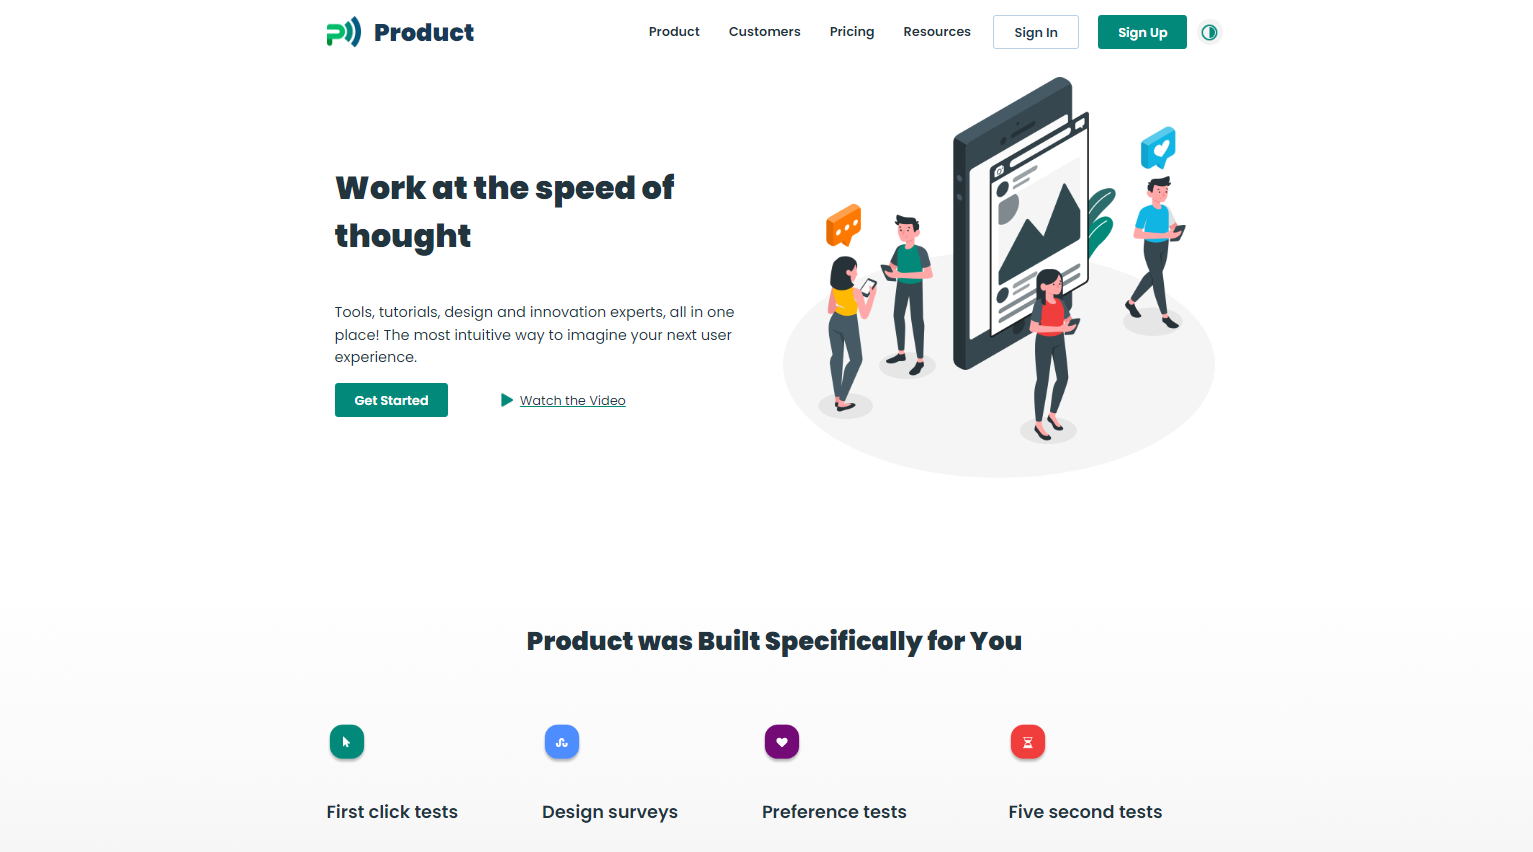 Product
Product Customers Pricing Resources Sign In Sign Up
Work at the speed of
thought
Tools, tutorials, design and innovation experts, all in one
place! The most intuitive way to imagine your next user
experience.
Get Started Watch the Video
Product was Built Specifically for You
First click tests Design surveys Preference tests Five second tests